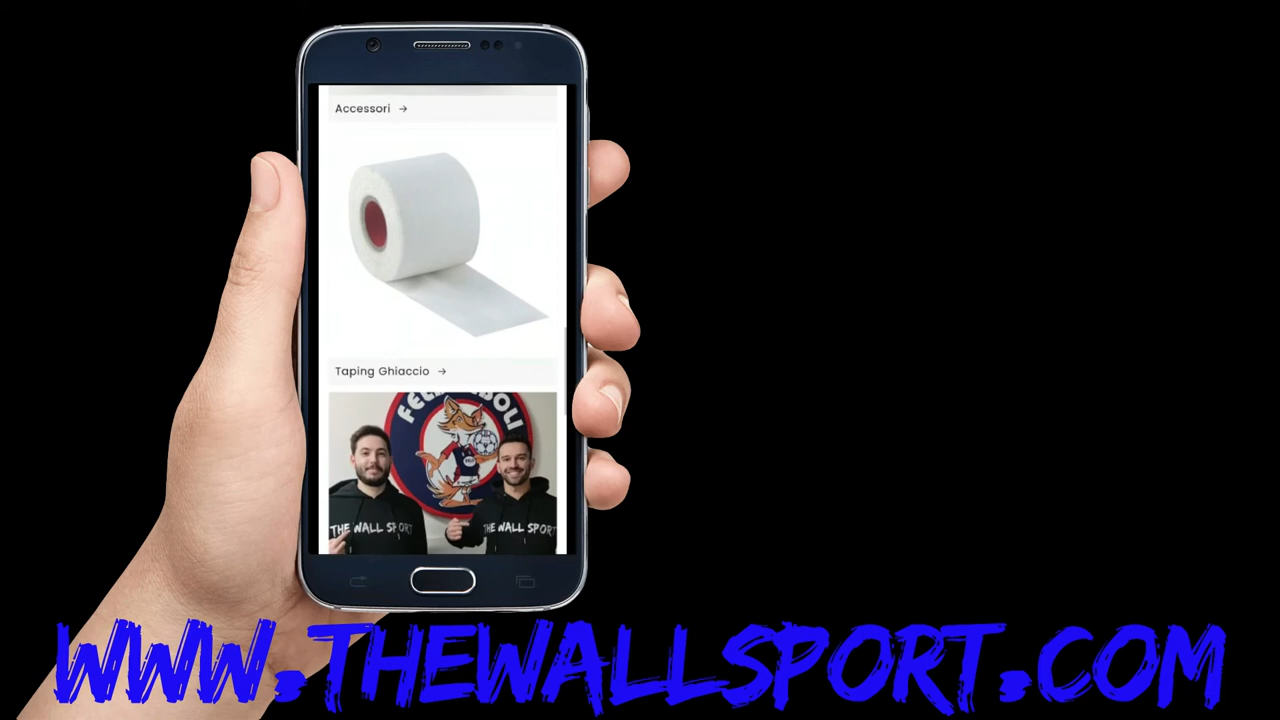 Accessori →
Taping Ghiaccio →
THE WALL SPORT
THE WALL SPORT
WWW.THEWALLSPORT.COM